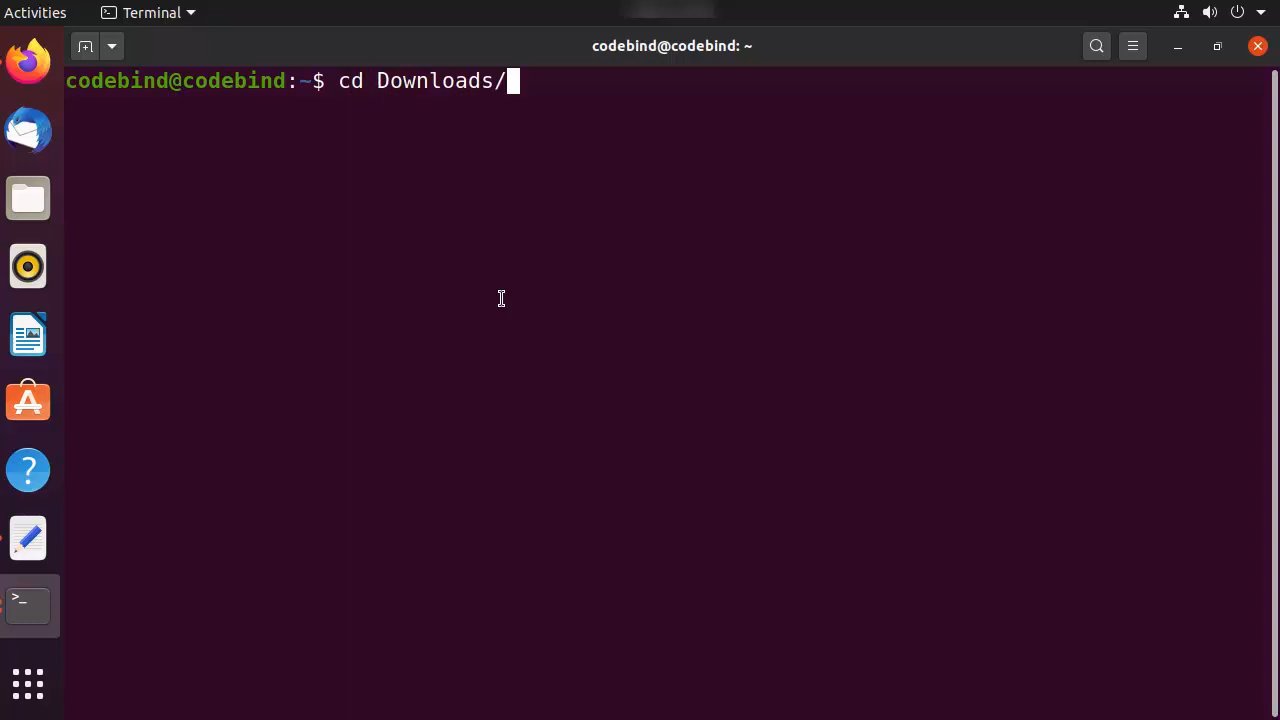 Activities Terminal
codebind@codebind: ~
codebind@codebind:~$ cd Downloads/
>_
?